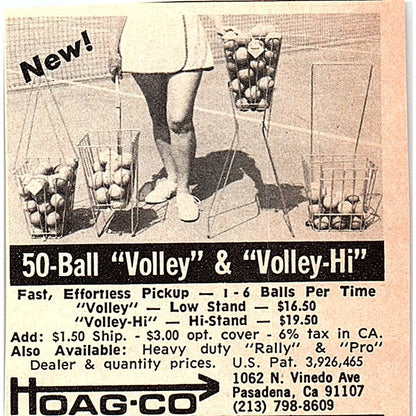 New!
50-Ball "Volley" & "Volley-Hi"
Fast, Effortless Pickup — 1 - 6 Balls Per Time
"Volley" — Low Stand — $16.50
"Volley-Hi" — Hi-Stand — $19.50
Add: $1.50 Ship. - $3.00 opt. cover - 6% tax in CA.
Also Available: Heavy duty "Rally" & "Pro"
Dealer & quantity prices. U.S. Pat. 3,926,465
HOAG-CO
1062 N. Vinedo Ave
Pasadena, CA 91107
(213) 798-8609